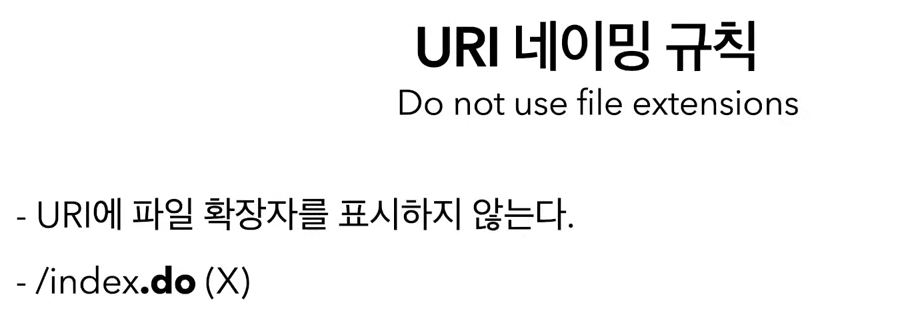 URI 네이밍 규칙
Do not use file extensions
- URI에 파일 확장자를 표시하지 않는다.
- /index.do (X)